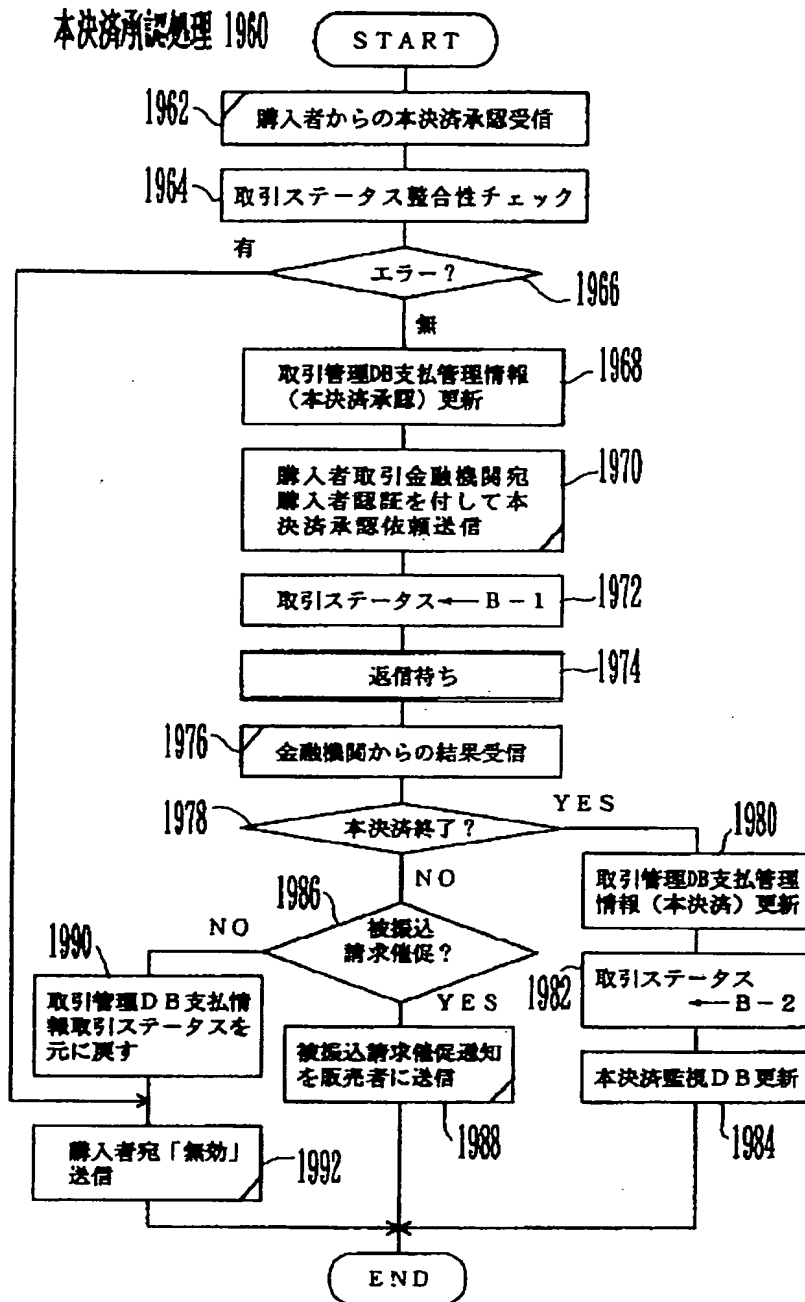 本決済承認処理 1960
START
1962
購入者からの本決済承認受信
1964
取引ステータス整合性チェック
有
エラー?
1966
無
取引管理DB支払管理情報
(本決済承認)更新
1968
購入者取引金融機関宛
購入者認証を付して本
決済承認依頼送信
1970
取引ステータス←B-1
1972
返信待ち
1974
1976
金融機関からの結果受信
1978
本決済終了?
YES
NO
1980
取引管理DB支払管理
情報(本決済)更新
1986
被振込
請求催促?
NO
YES
1990
取引管理DB支払情
報取引ステータスを
元に戻す
1982
取引ステータス
←B-2
被振込請求催促通知
を販売者に送信
1988
本決済監視DB更新
1984
購入者宛「無効」
送信
1992
END